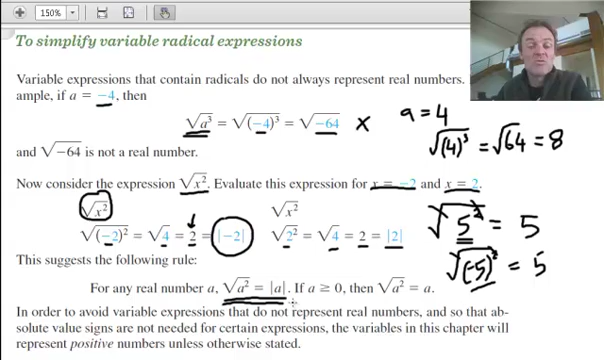 150%
To simplify variable radical expressions
Variable expressions that contain radicals do not always represent real numbers.
ample, if a = −4, then
√a³ = √(−4)³ = √−64 x
a = 4
√(4)³ = √64 = 8
and √−64 is not a real number.
Now consider the expression √x². Evaluate this expression for x = −2 and x = 2.
√x² √x²
√(−2)² = √4 = 2 = |−2| √2² = √4 = 2 = |2|
√5² = 5
√(-5)² = 5
This suggests the following rule:
For any real number a, √a² = |a|. If a ≥ 0, then √a² = a.
In order to avoid variable expressions that do not represent real numbers, and so that ab-
solute value signs are not needed for certain expressions, the variables in this chapter will
represent positive numbers unless otherwise stated.